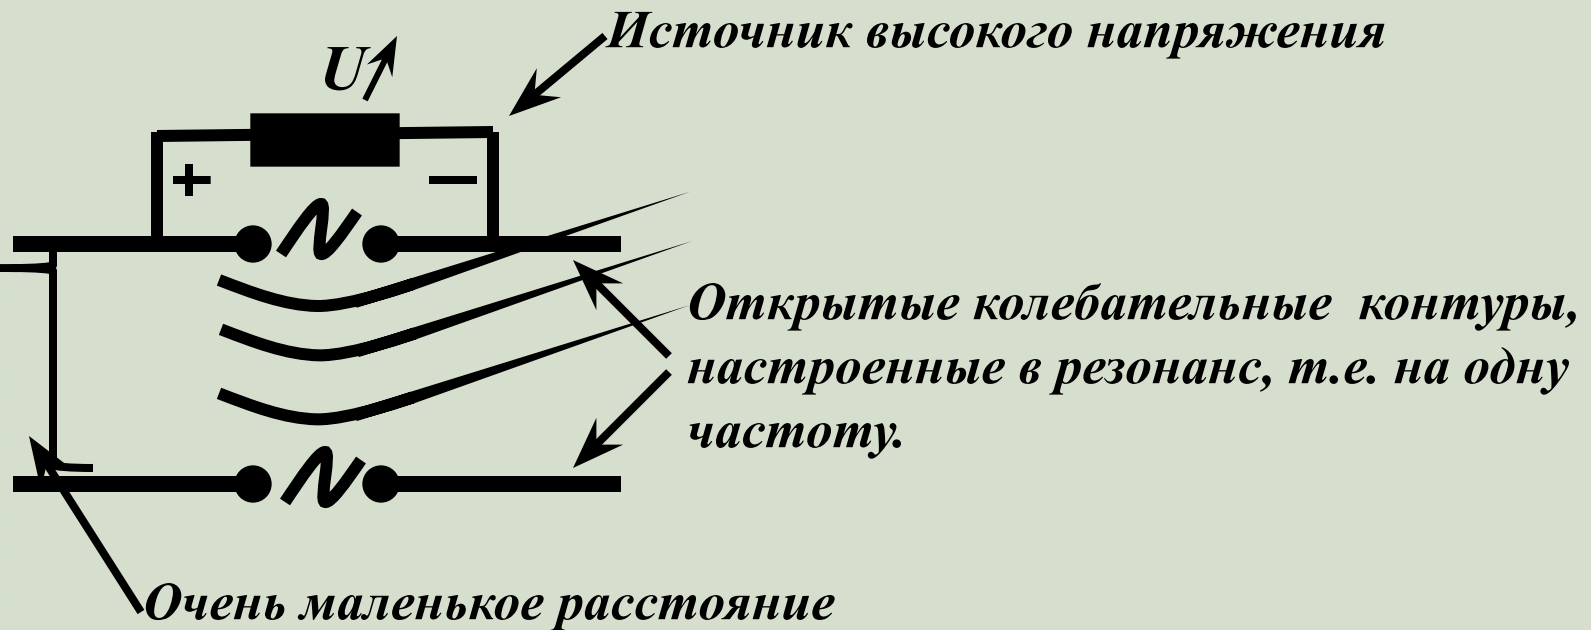 Источник высокого напряжения
U
+ −
Открытые колебательные контуры,
настроенные в резонанс, т.е. на одну
частоту.
Очень маленькое расстояние